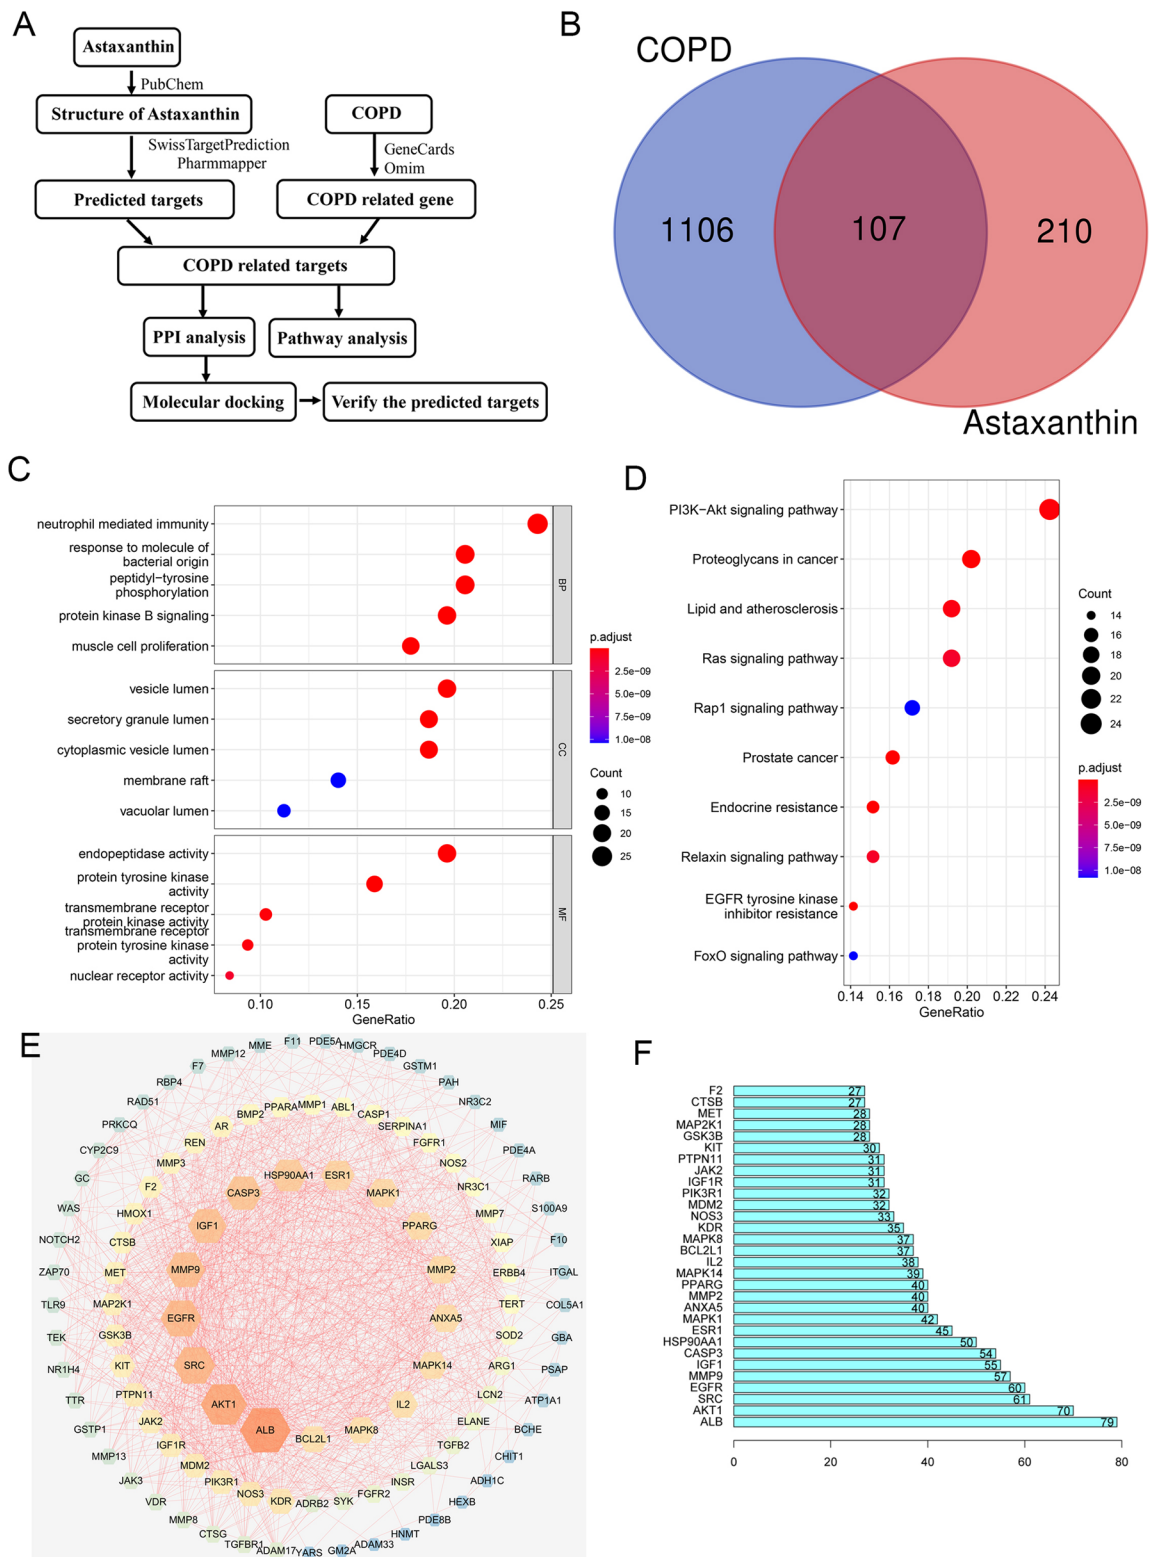 A
Astaxanthin
PubChem
Structure of Astaxanthin
COPD
SwissTargetPrediction
Pharmmapper
GeneCards
Omim
Predicted targets
COPD related gene
COPD related targets
PPI analysis
Pathway analysis
Molecular docking
Verify the predicted targets
B
COPD
1106
107
210
Astaxanthin
C
neutrophil mediated immunity
response to molecule of
bacterial origin
peptidyl−tyrosine
phosphorylation
protein kinase B signaling
muscle cell proliferation
BP
vesicle lumen
secretory granule lumen
cytoplasmic vesicle lumen
membrane raft
vacuolar lumen
CC
endopeptidase activity
protein tyrosine kinase
activity
transmembrane receptor
protein kinase activity
transmembrane receptor
protein tyrosine kinase
activity
nuclear receptor activity
MF
0.10
0.15
0.20
0.25
GeneRatio
p.adjust
2.5e−09
5.0e−09
7.5e−09
1.0e−08
Count
10
15
20
25
D
PI3K−Akt signaling pathway
Proteoglycans in cancer
Lipid and atherosclerosis
Ras signaling pathway
Rap1 signaling pathway
Prostate cancer
Endocrine resistance
Relaxin signaling pathway
EGFR tyrosine kinase
inhibitor resistance
FoxO signaling pathway
0.14
0.16
0.18
0.20
0.22
0.24
GeneRatio
Count
14
16
18
20
22
24
p.adjust
2.5e−09
5.0e−09
7.5e−09
1.0e−08
E
F11
PDE5A
HMGCR
MME
PDE4D
MMP12
GSTM1
F7
PAH
RBP4
NR3C2
RAD51
MIF
PRKCQ
PDE4A
CYP2C9
RARB
GC
S100A9
WAS
F10
NOTCH2
ITGAL
ZAP70
COL5A1
TLR9
GBA
TEK
PSAP
NR1H4
ATP1A1
TTR
BCHE
GSTP1
CHIT1
MMP13
ADH1C
JAK3
HEXB
VDR
PDE8B
MMP8
HNMT
CTSG
ADAM33
TGFBR1
GM2A
ADAM17
YARS
PPARA
MMP1
ABL1
BMP2
CASP1
AR
SERPINA1
REN
FGFR1
MMP3
NOS2
F2
NR3C1
HMOX1
MMP7
CTSB
XIAP
MET
ERBB4
MAP2K1
TERT
GSK3B
SOD2
KIT
ARG1
PTPN11
LCN2
JAK2
ELANE
IGF1R
TGFB2
MDM2
LGALS3
PIK3R1
INSR
NOS3
FGFR2
KDR
ADRB2
SYK
HSP90AA1
ESR1
CASP3
MAPK1
IGF1
PPARG
MMP9
MMP2
EGFR
ANXA5
SRC
MAPK14
AKT1
IL2
ALB
BCL2L1
MAPK8
F
F2 27
CTSB 27
MET 28
MAP2K1 28
GSK3B 28
KIT 30
PTPN11 31
JAK2 31
IGF1R 31
PIK3R1 32
MDM2 32
NOS3 33
KDR 35
MAPK8 37
BCL2L1 37
IL2 38
MAPK14 39
PPARG 40
MMP2 40
ANXA5 40
MAPK1 42
ESR1 45
HSP90AA1 50
CASP3 54
IGF1 55
MMP9 57
EGFR 60
SRC 61
AKT1 70
ALB 79
0
20
40
60
80